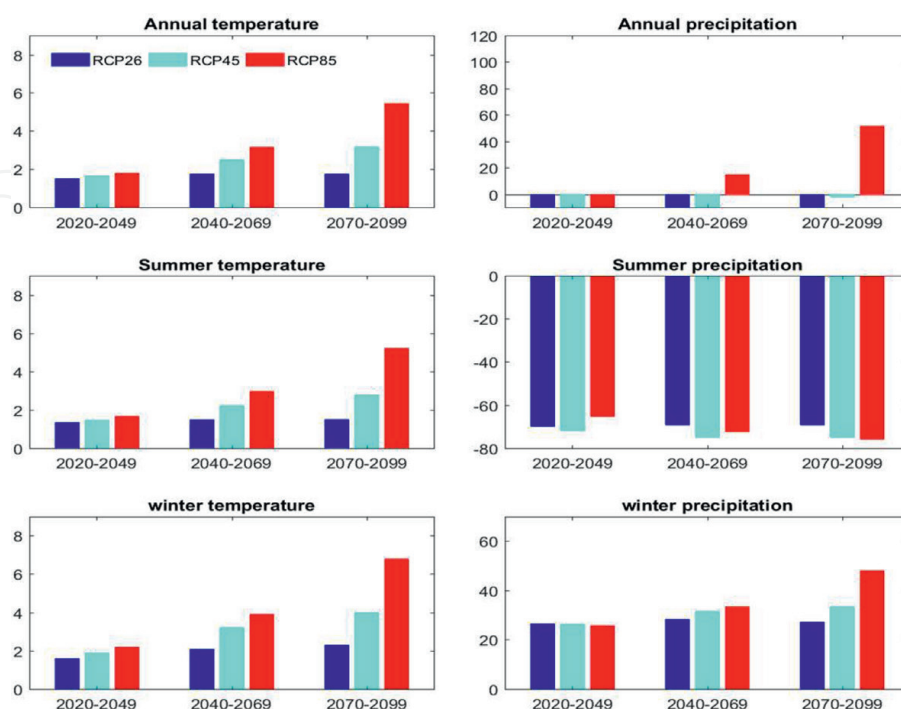 Annual temperature
8
6
4
2
0
RCP26 RCP45 RCP85
2020-2049 2040-2069 2070-2099
Annual precipitation
120
100
80
60
40
20
0
2020-2049 2040-2069 2070-2099
Summer temperature
8
6
4
2
0
2020-2049 2040-2069 2070-2099
Summer precipitation
0
-20
-40
-60
-80
2020-2049 2040-2069 2070-2099
winter temperature
8
6
4
2
0
2020-2049 2040-2069 2070-2099
winter precipitation
60
40
20
0
2020-2049 2040-2069 2070-2099